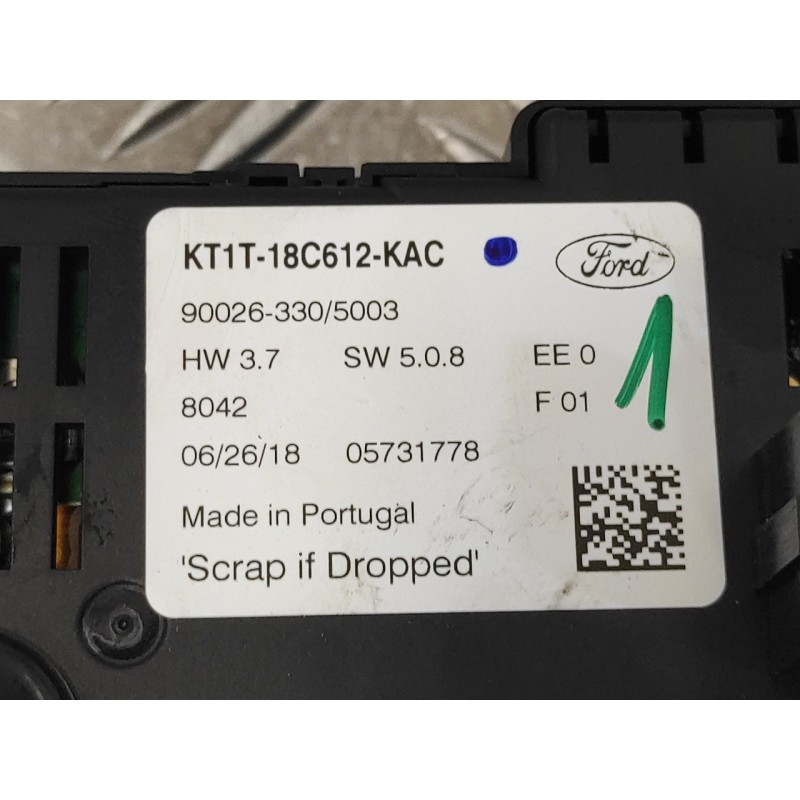 KT1T-18C612-KAC
Ford
90026-330/5003
HW 3.7 SW 5.0.8 EE 0
8042 F 01
1
06/26/18 05731778
Made in Portugal
'Scrap if Dropped'